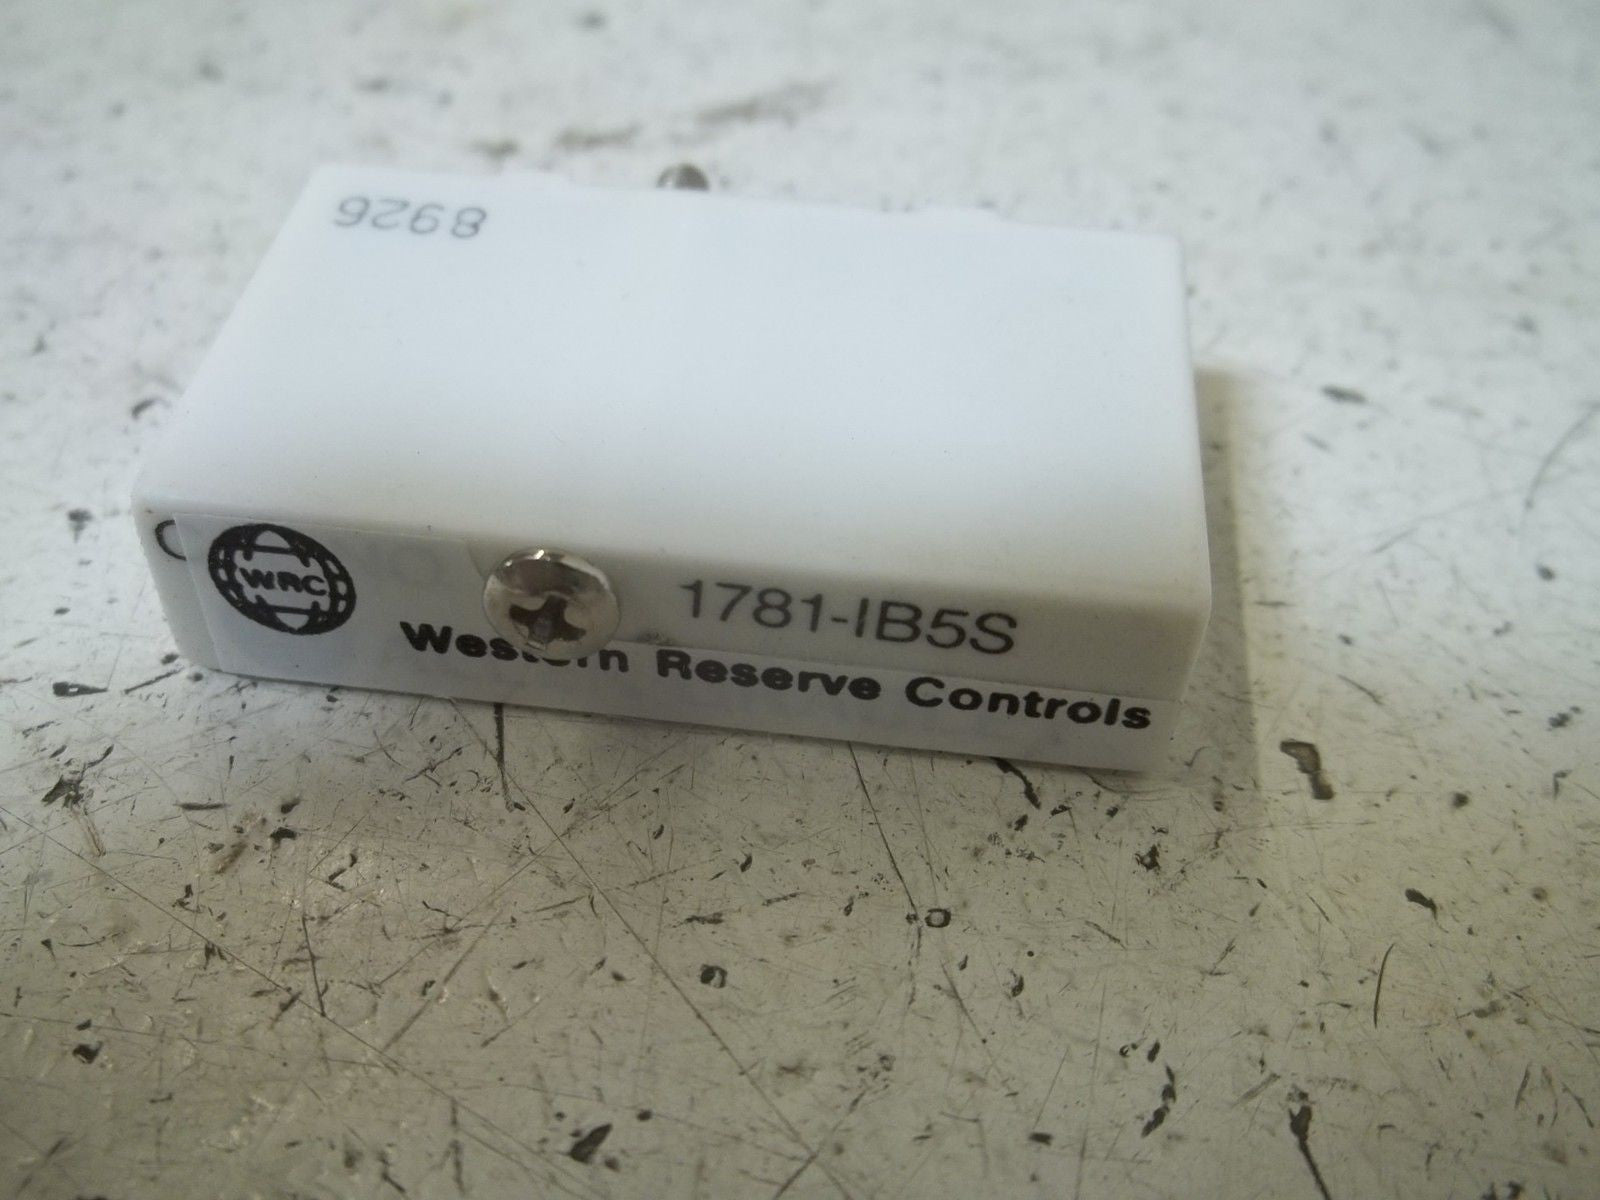 8926
WRC
1781-IB5S
Western Reserve Controls